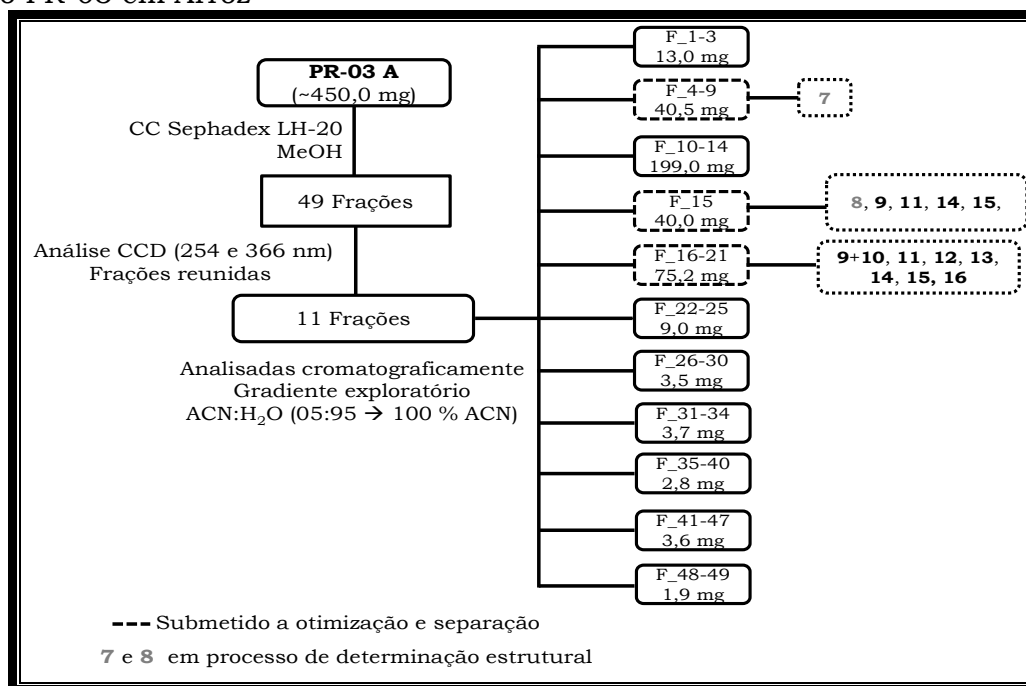 PR-03 A
(~450,0 mg)
CC Sephadex LH-20
MeOH
49 Frações
Análise CCD (254 e 366 nm)
Frações reunidas
11 Frações
Analisadas cromatograficamente
Gradiente exploratório
ACN:H₂O (05:95 → 100 % ACN)
F_1-3
13,0 mg
F_4-9
40,5 mg
7
F_10-14
199,0 mg
F_15
40,0 mg
8, 9, 11, 14, 15,
F_16-21
75,2 mg
9+10, 11, 12, 13,
14, 15, 16
F_22-25
9,0 mg
F_26-30
3,5 mg
F_31-34
3,7 mg
F_35-40
2,8 mg
F_41-47
3,6 mg
F_48-49
1,9 mg
--- Submetido a otimização e separação
7 e 8 em processo de determinação estrutural